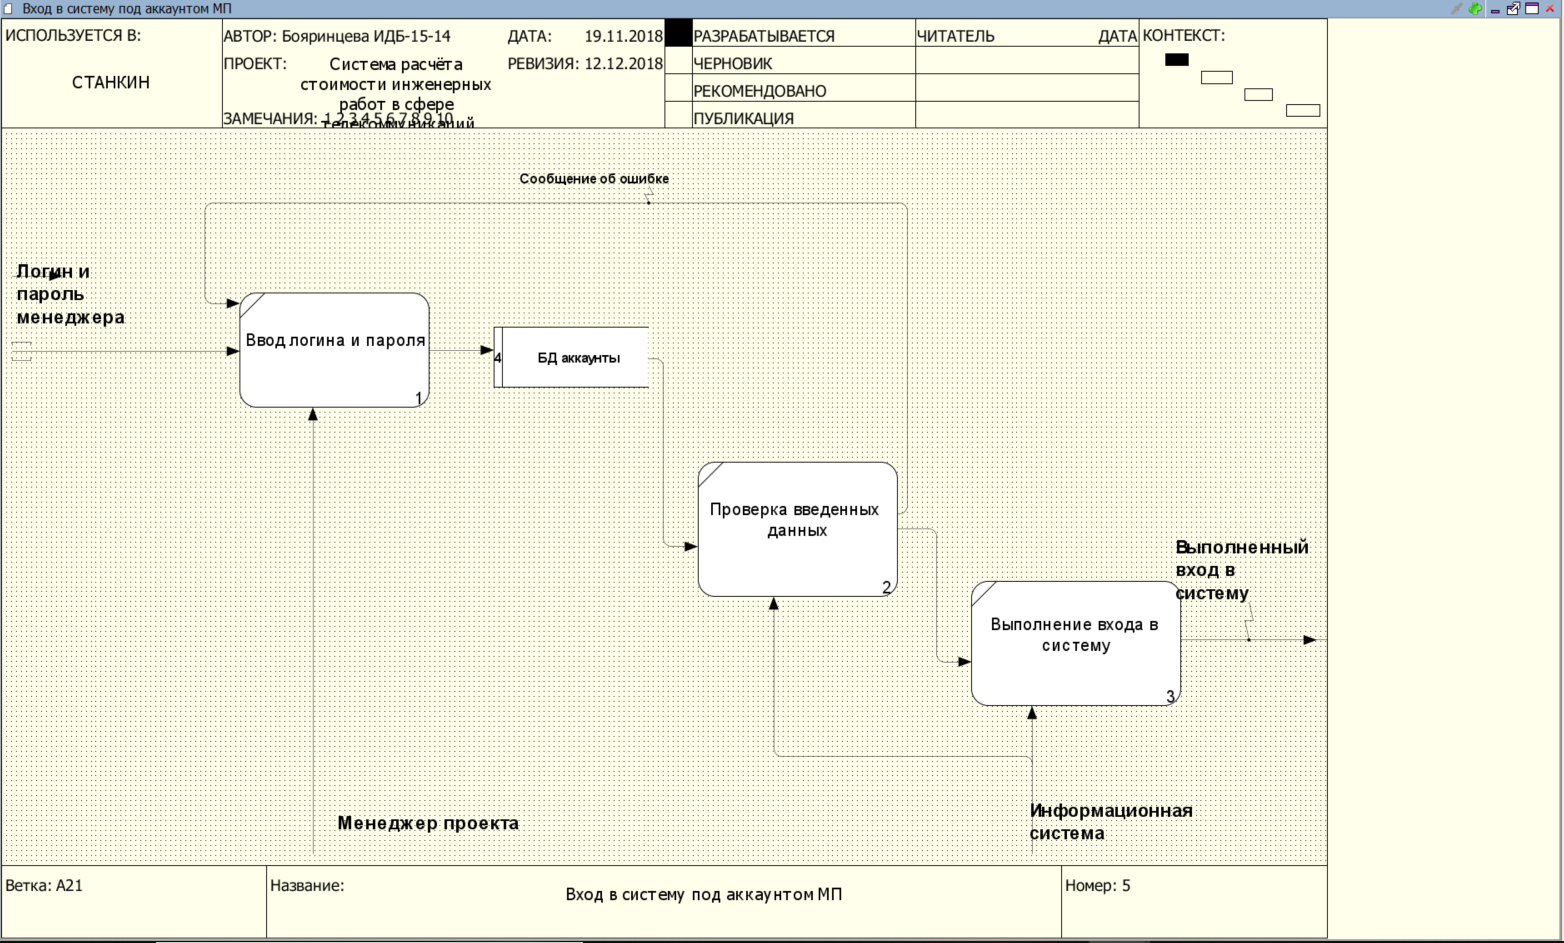 Вход в систему под аккаунтом МП
ИСПОЛЬЗУЕТСЯ В:
СТАНКИН
АВТОР: Бояринцева ИДБ-15-14
ДАТА: 19.11.2018
ПРОЕКТ: Система расчёта
стоимости инженерных
работ в сфере
телекоммуникаций
РЕВИЗИЯ: 12.12.2018
ЗАМЕЧАНИЯ: 1 2 3 4 5 6 7 8 9 10
РАЗРАБАТЫВАЕТСЯ
ЧЕРНОВИК
РЕКОМЕНДОВАНО
ПУБЛИКАЦИЯ
ЧИТАТЕЛЬ ДАТА
КОНТЕКСТ:
Сообщение об ошибке
Логин и
пароль
менеджера
Ввод логина и пароля
1
4
БД аккаунты
Проверка введенных
данных
2
Выполненный
вход в
систему
Выполнение входа в
систему
3
Менеджер проекта
Информационная
система
Ветка: A21
Название:
Вход в систему под аккаунтом МП
Номер: 5